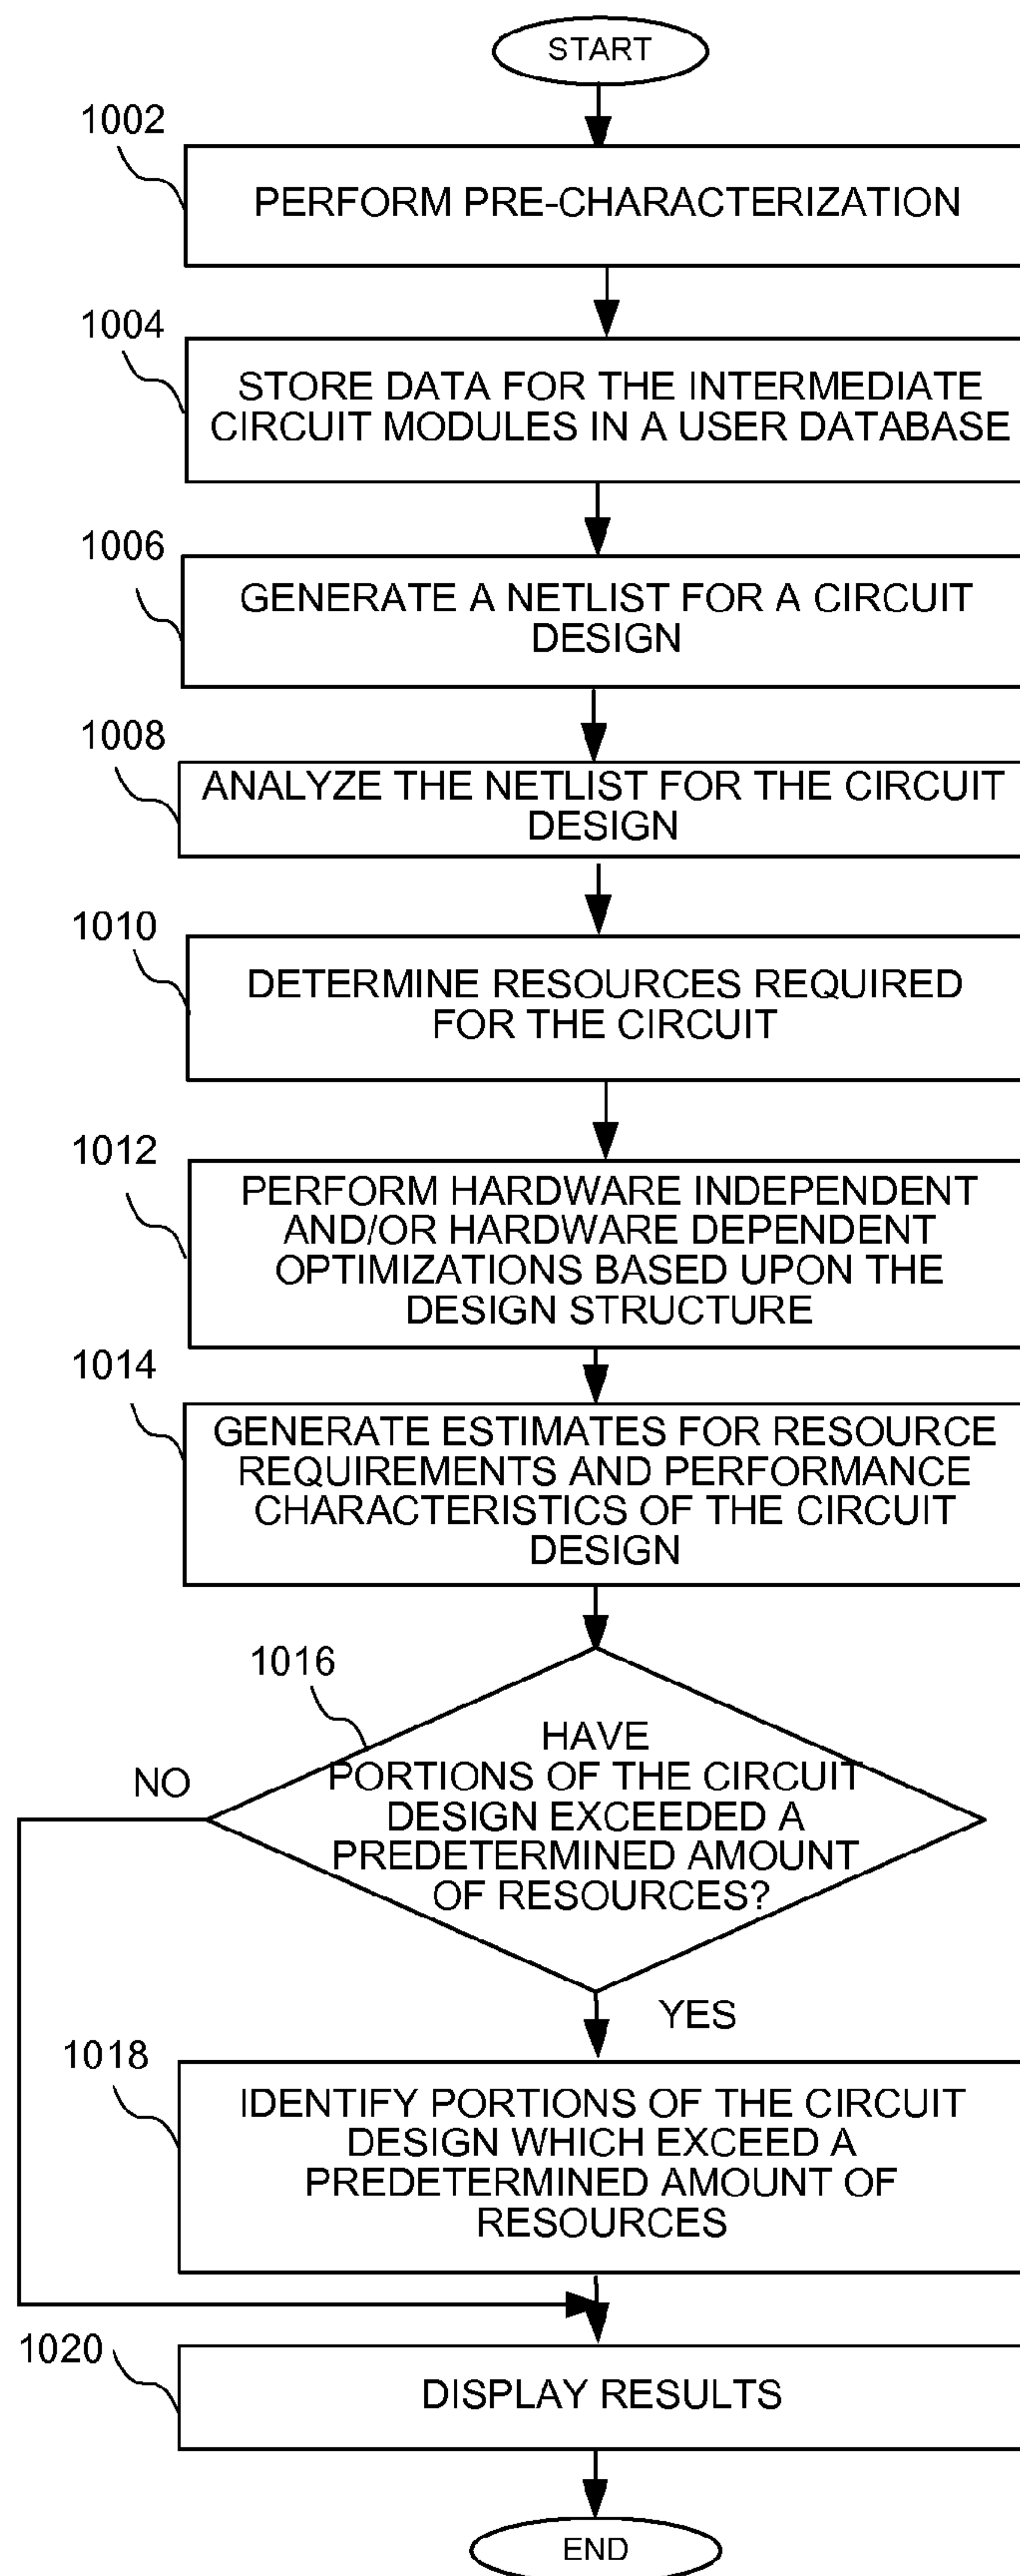 START
1002
PERFORM PRE-CHARACTERIZATION
1004
STORE DATA FOR THE INTERMEDIATE
CIRCUIT MODULES IN A USER DATABASE
1006
GENERATE A NETLIST FOR A CIRCUIT
DESIGN
1008
ANALYZE THE NETLIST FOR THE CIRCUIT
DESIGN
1010
DETERMINE RESOURCES REQUIRED
FOR THE CIRCUIT
1012
PERFORM HARDWARE INDEPENDENT
AND/OR HARDWARE DEPENDENT
OPTIMIZATIONS BASED UPON THE
DESIGN STRUCTURE
1014
GENERATE ESTIMATES FOR RESOURCE
REQUIREMENTS AND PERFORMANCE
CHARACTERISTICS OF THE CIRCUIT
DESIGN
1016
HAVE
PORTIONS OF THE CIRCUIT
DESIGN EXCEEDED A
PREDETERMINED AMOUNT
OF RESOURCES?
NO
YES
1018
IDENTIFY PORTIONS OF THE CIRCUIT
DESIGN WHICH EXCEED A
PREDETERMINED AMOUNT OF
RESOURCES
1020
DISPLAY RESULTS
END